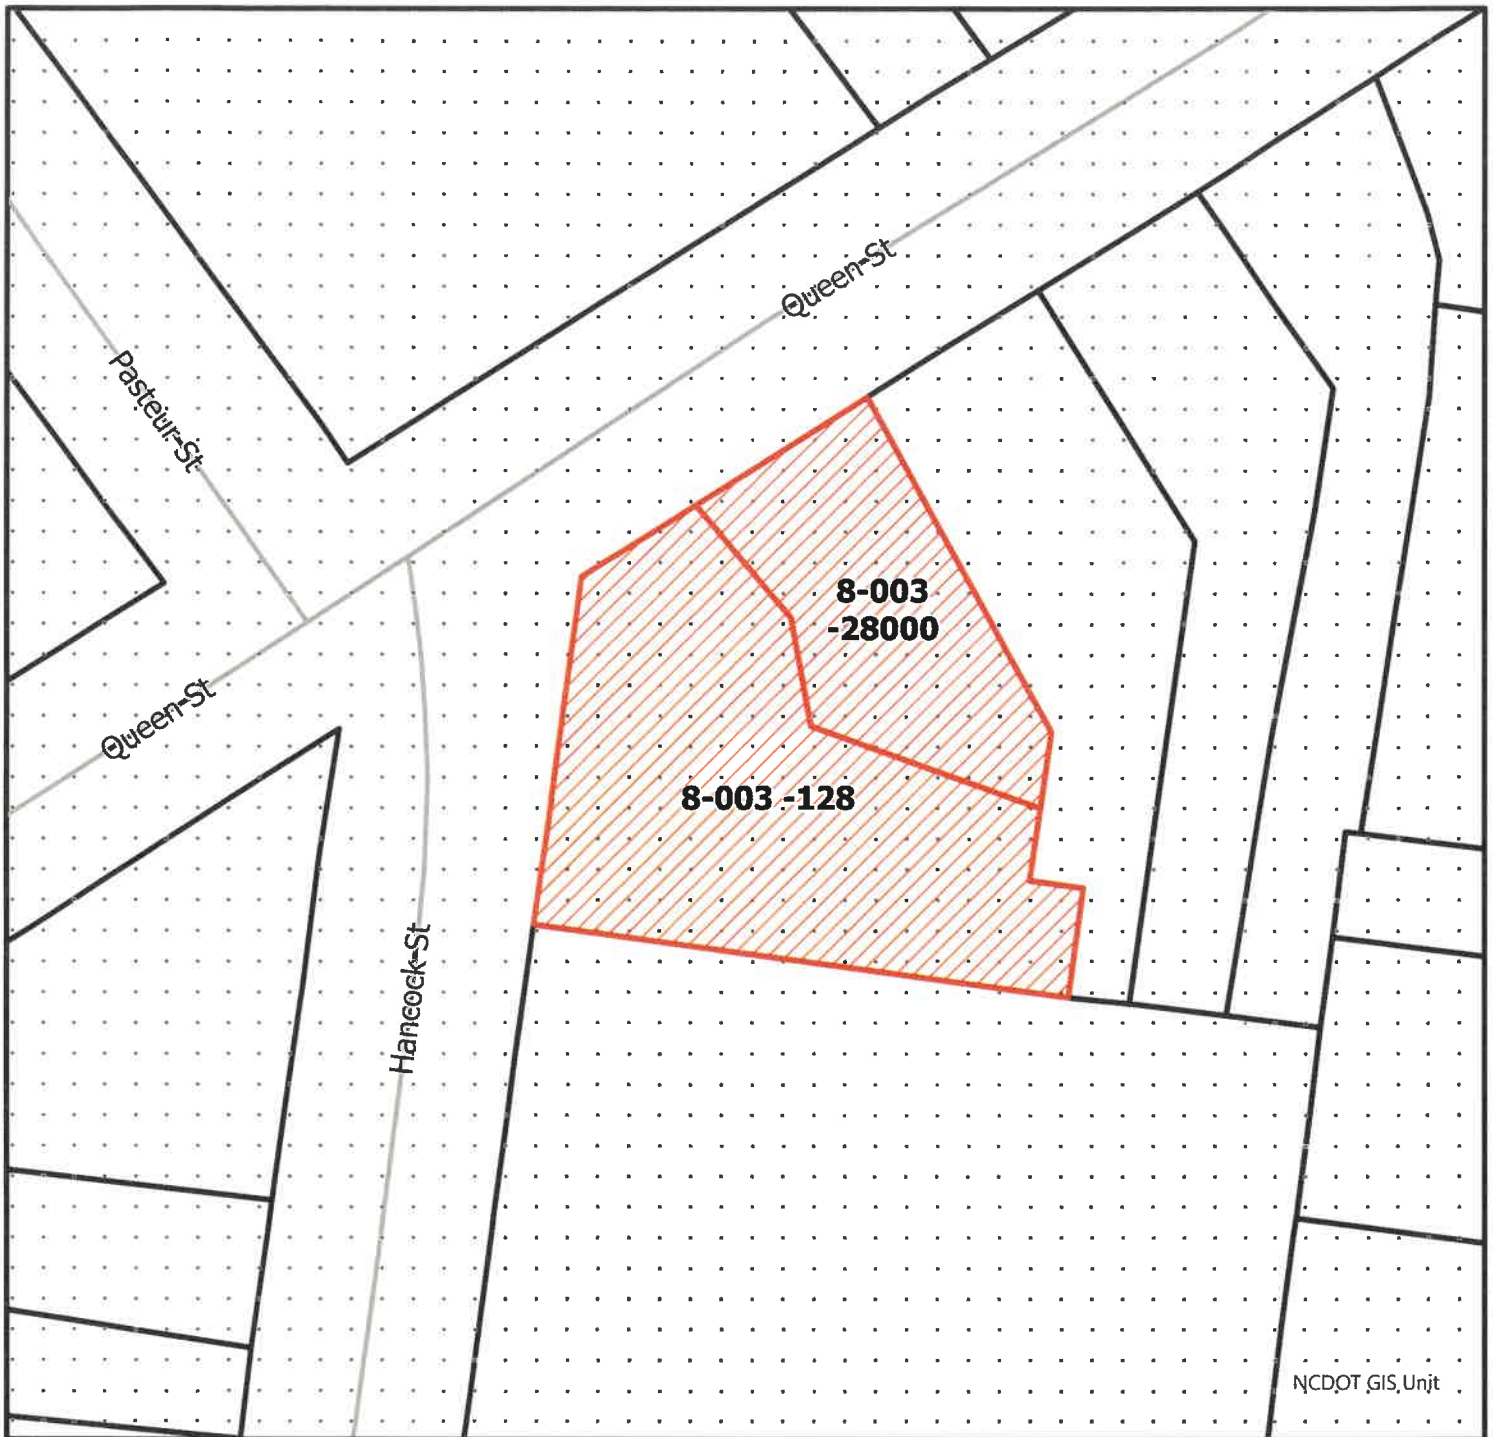 Queen-St
Pasteur-St
8-003
-28000
Queen-St
8-003 -128
Hancock-St
NCDOT GIS Unit